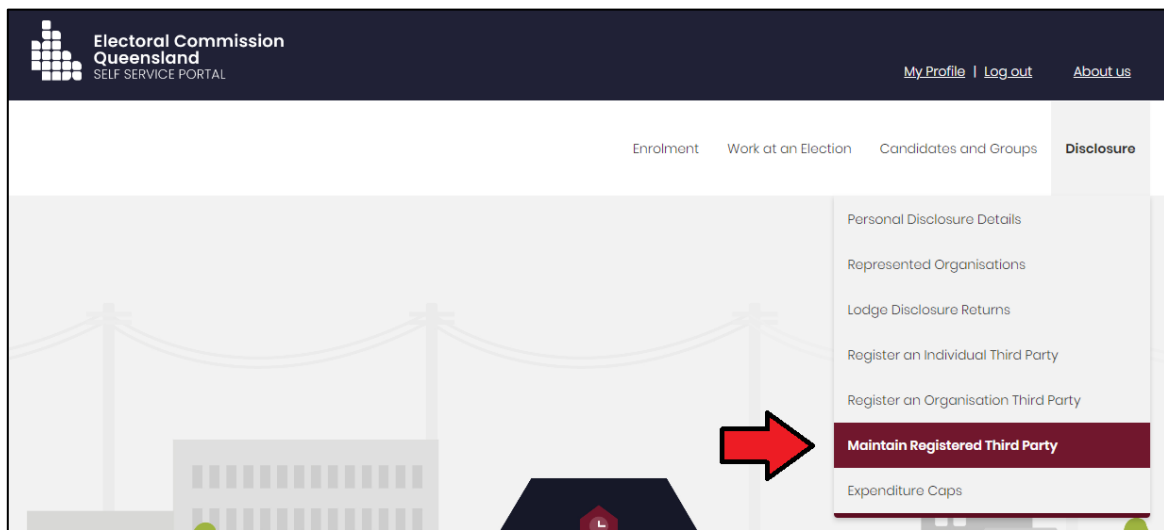 Electoral Commission
Queensland
SELF SERVICE PORTAL
My Profile | Log out About us
Enrolment Work at an Election Candidates and Groups Disclosure
Personal Disclosure Details
Represented Organisations
Lodge Disclosure Returns
Register an Individual Third Party
Register an Organisation Third Party
Maintain Registered Third Party
Expenditure Caps